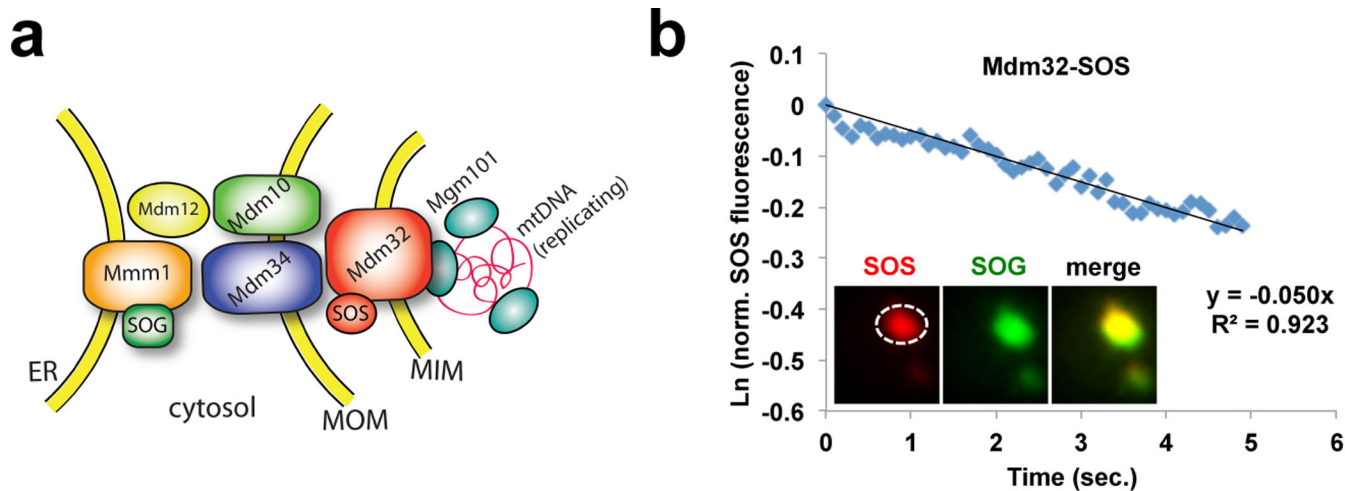 a
Mdm12
Mdm10
Mmm1
Mdm34
Mdm32
Mgm101
mtDNA
(replicating)
SOG
SOS
ER
cytosol
MOM
MIM
b
Mdm32-SOS
Ln (norm. SOS fluorescence)
0.1
0
-0.1
-0.2
-0.3
-0.4
-0.5
-0.6
SOS
SOG
merge
y = -0.050x
R² = 0.923
0
1
2
3
4
5
6
Time (sec.)